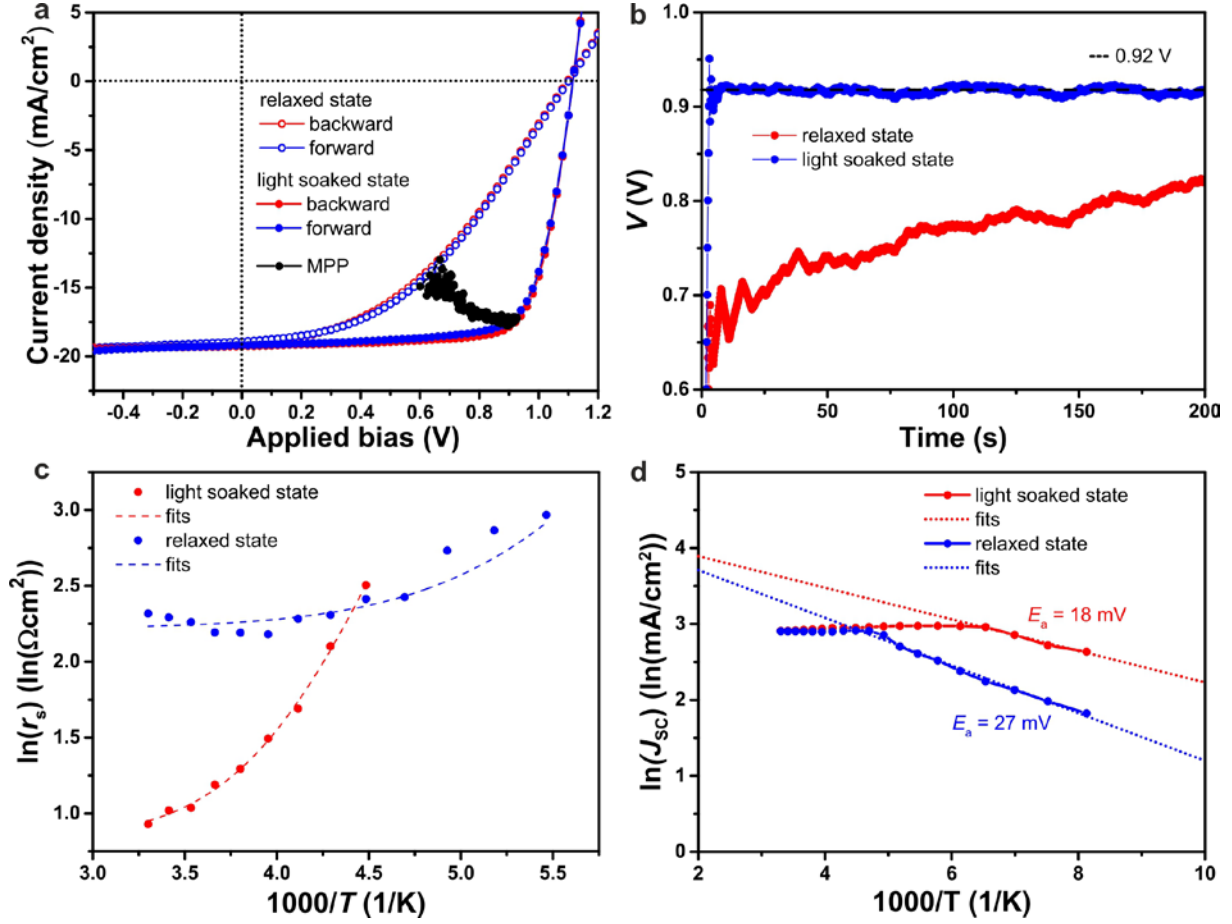 a
5
0
-5
-10
-15
-20
Current density (mA/cm²)
relaxed state
backward
forward
light soaked state
backward
forward
MPP
-0.4 -0.2 0.0 0.2 0.4 0.6 0.8 1.0 1.2
Applied bias (V)
b
1.0
0.9
0.8
0.7
0.6
V (V)
0.92 V
relaxed state
light soaked state
0 50 100 150 200
Time (s)
c
3.0
2.5
2.0
1.5
1.0
ln(rₛ) (ln(Ωcm²))
light soaked state
fits
relaxed state
fits
3.0 3.5 4.0 4.5 5.0 5.5
1000/T (1/K)
d
5
4
3
2
1
0
ln(J_SC) (ln(mA/cm²)
light soaked state
fits
relaxed state
fits
Eₐ = 18 mV
Eₐ = 27 mV
2 4 6 8 10
1000/T (1/K)